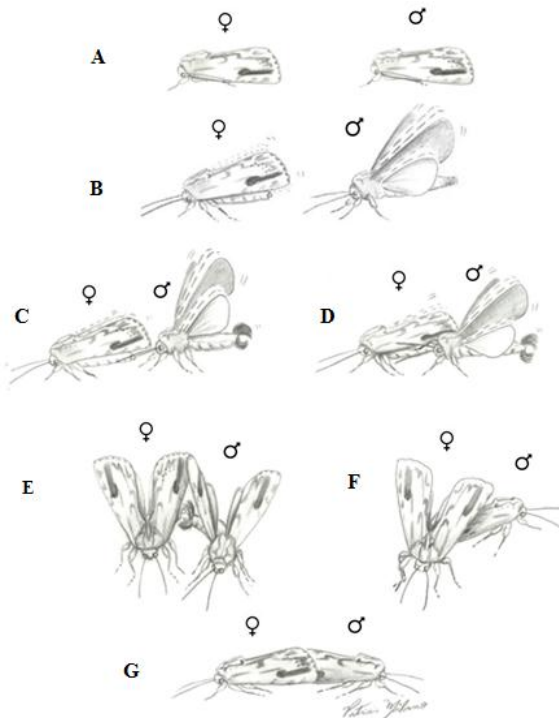 ♀ ♂
A
♀ ♂
B
♀ ♂ ♀ ♂
C D
♀ ♂ ♀ ♂
E F
♀ ♂
G